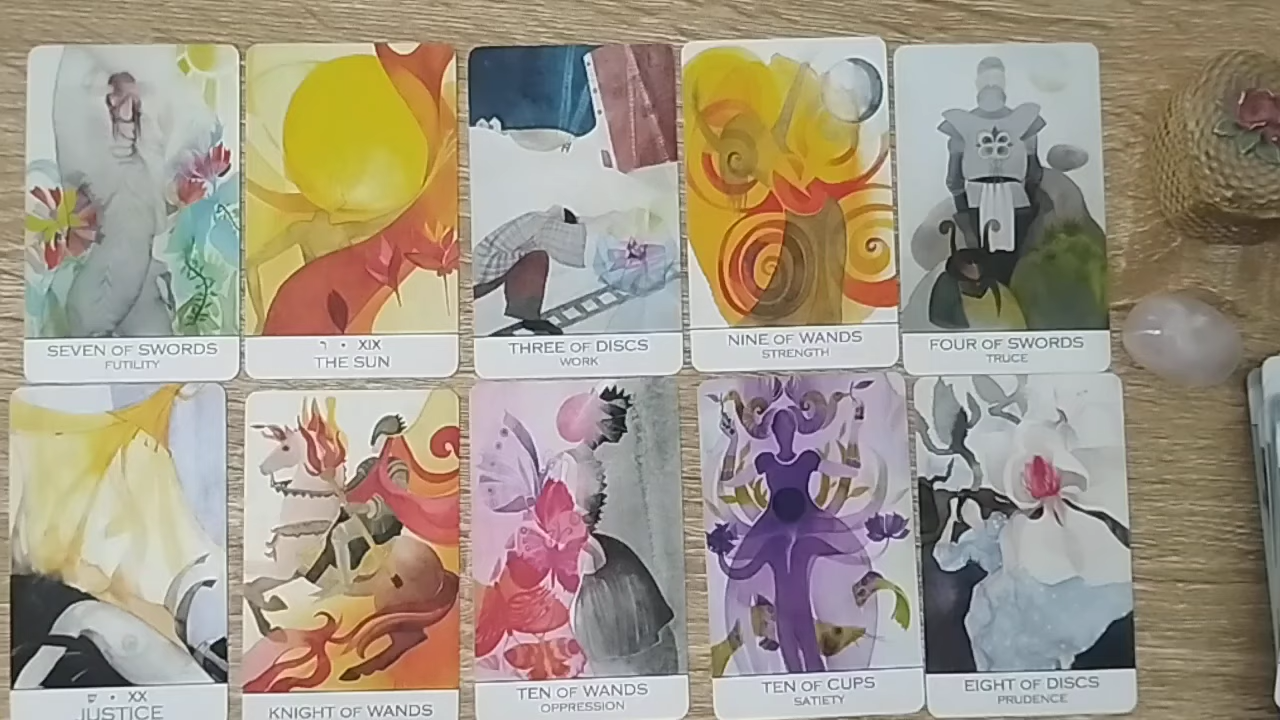 SEVEN OF SWORDS
FUTILITY
ר • XIX
THE SUN
THREE OF DISCS
WORK
NINE OF WANDS
STRENGTH
FOUR OF SWORDS
TRUCE
ש • XX
JUSTICE
KNIGHT OF WANDS
TEN OF WANDS
OPPRESSION
TEN OF CUPS
SATIETY
EIGHT OF DISCS
PRUDENCE